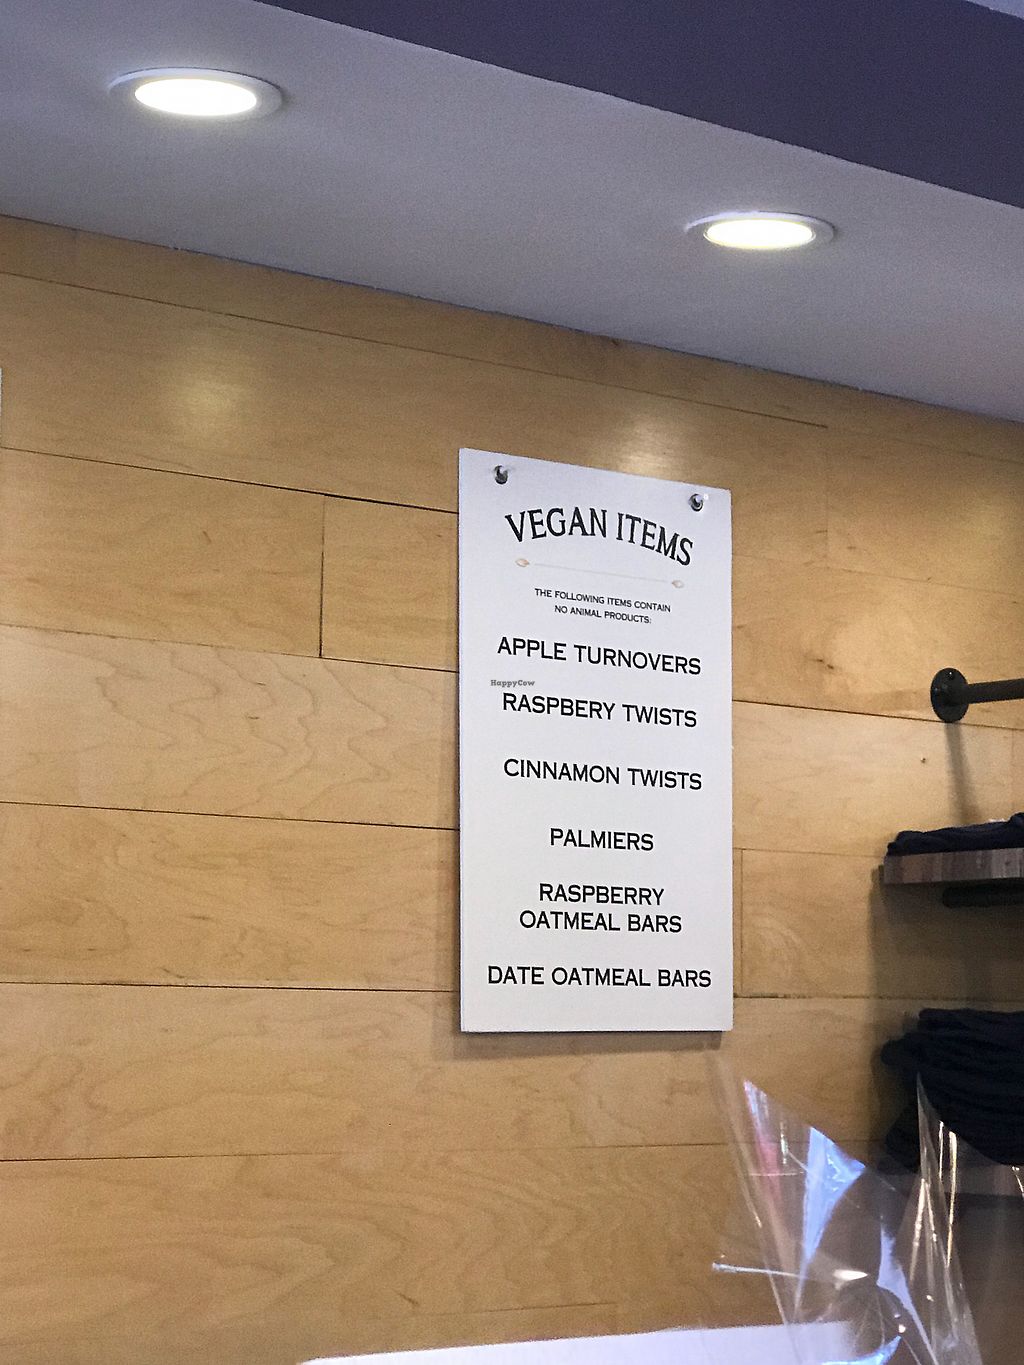 VEGAN ITEMS
THE FOLLOWING ITEMS CONTAIN
NO ANIMAL PRODUCTS:
APPLE TURNOVERS
HappyCow
RASPBERY TWISTS
CINNAMON TWISTS
PALMIERS
RASPBERRY
OATMEAL BARS
DATE OATMEAL BARS